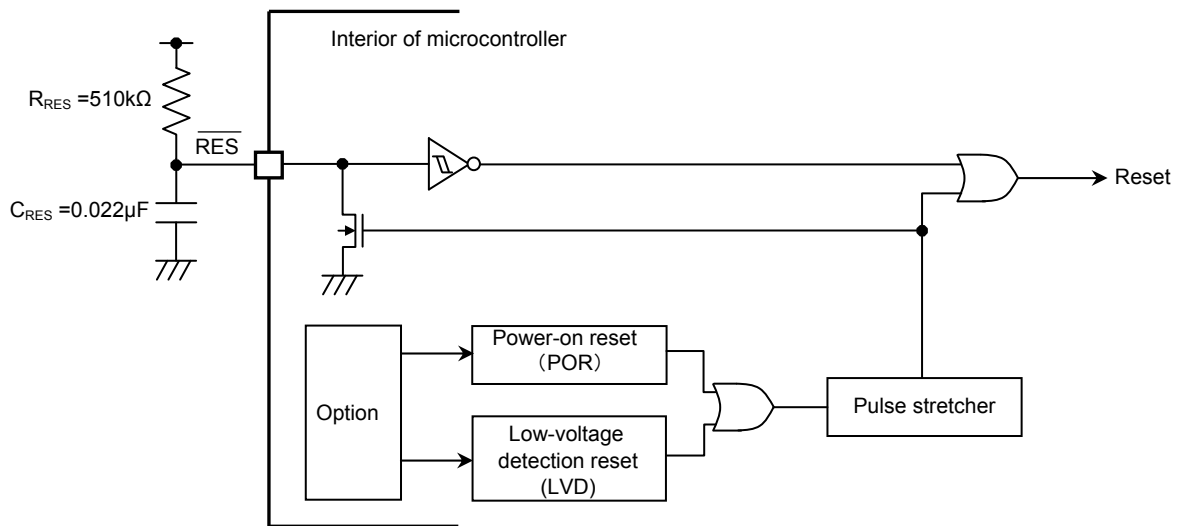 Interior of microcontroller
RRES =510kΩ
RES
CRES =0.022µF
Reset
Option
Power-on reset
（POR）
Low-voltage
detection reset
(LVD)
Pulse stretcher